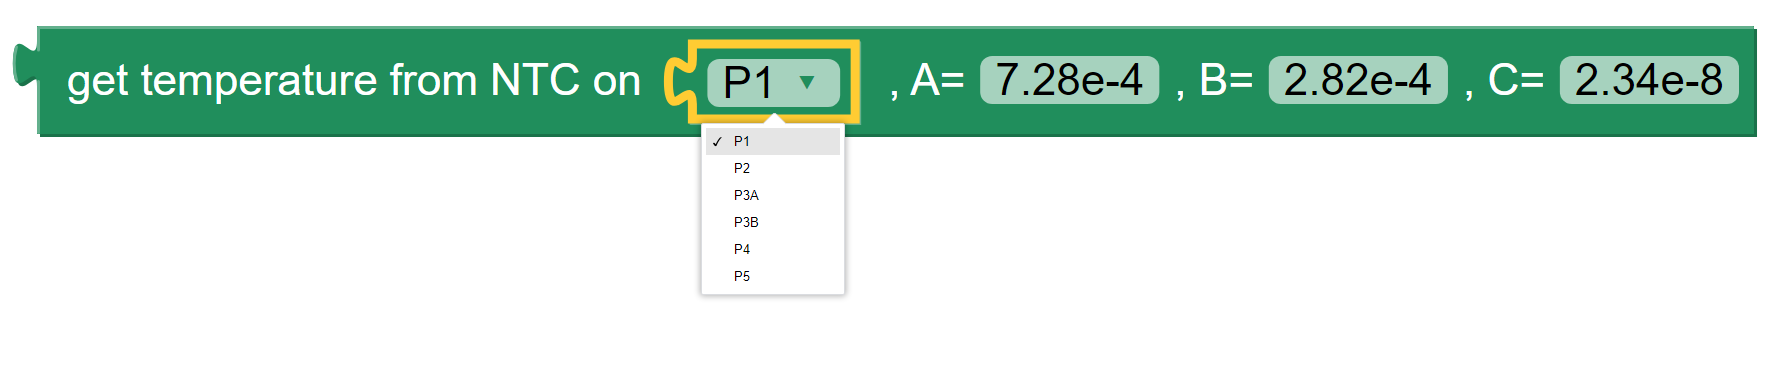 get temperature from NTC on P1 ▼ , A= 7.28e-4 , B= 2.82e-4 , C= 2.34e-8
✓ P1
P2
P3A
P3B
P4
P5